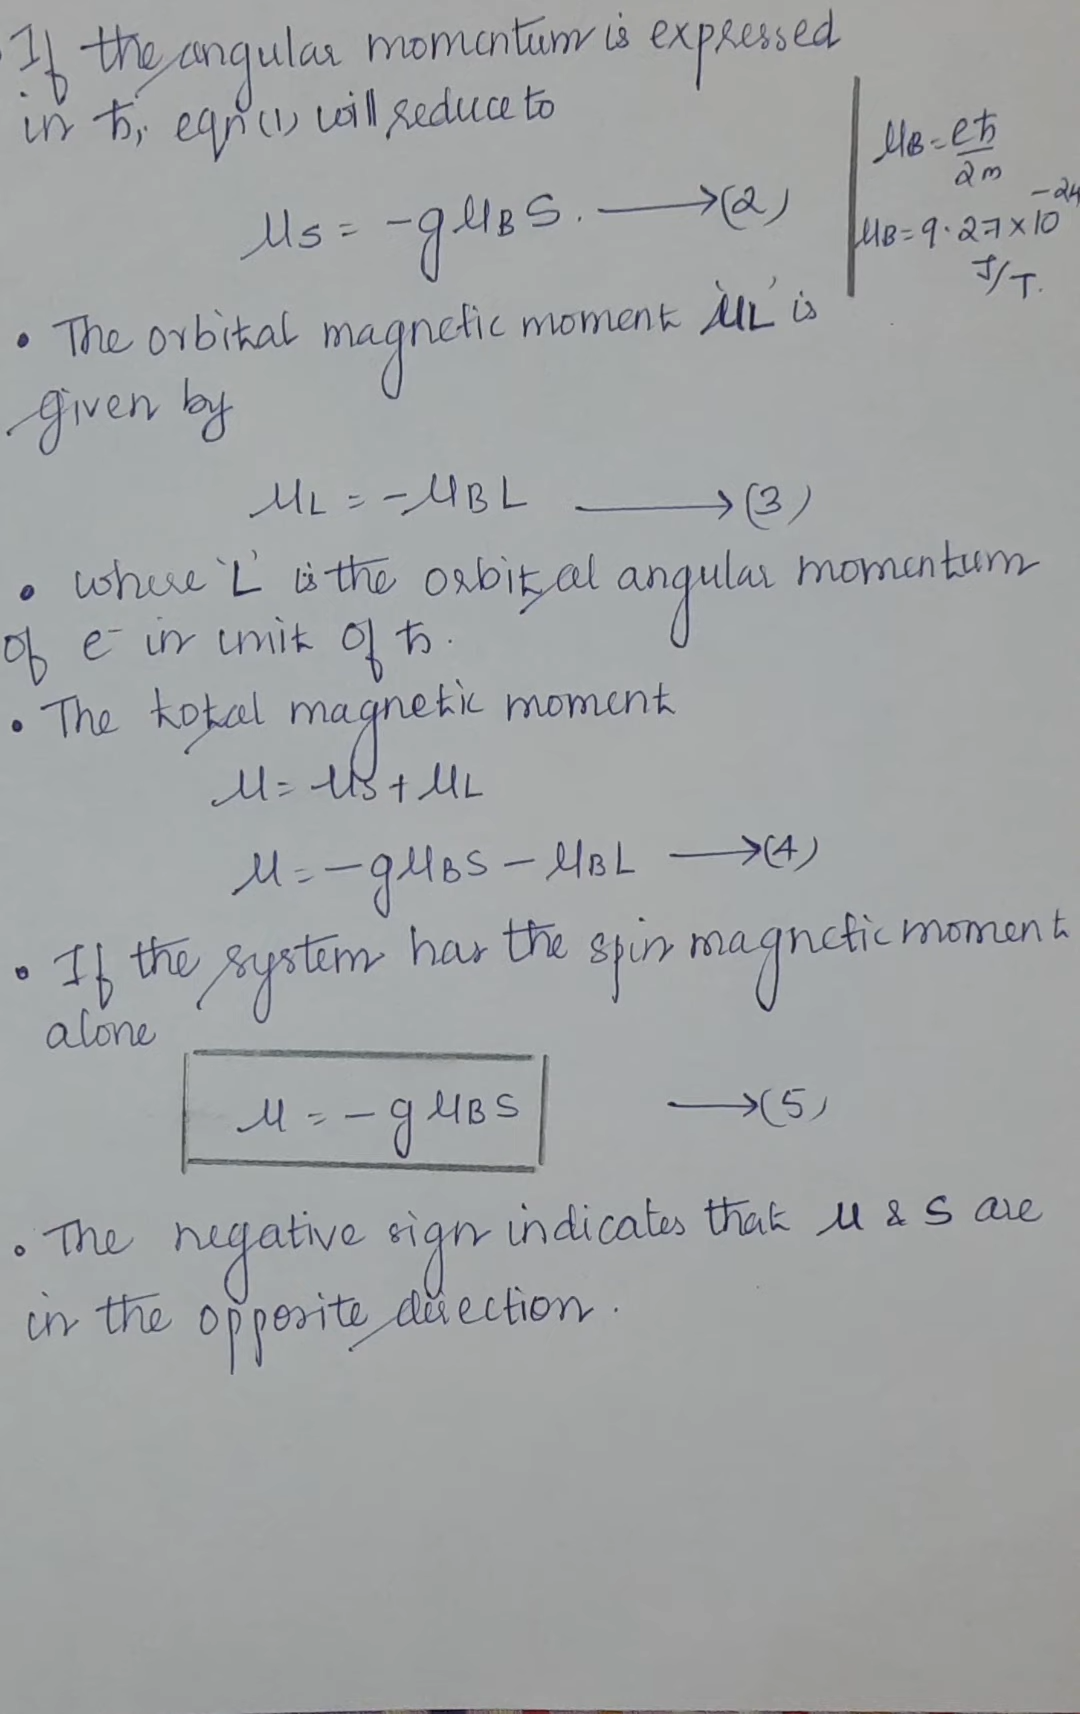 If the angular momentum is expressed
in ħ, eqn (1) will reduce to
μB = eħ/2m
μS = -gμBS. ⟶(2)
μB = 9.27×10⁻²⁴
J/T.
• The orbital magnetic moment 'μL' is
given by
μL = -μBL ⟶(3)
• where 'L' is the orbital angular momentum
of e⁻ in unit of ħ.
• The total magnetic moment
μ = μS + μL
μ = -gμBS - μBL ⟶(4)
• If the system has the spin magnetic moment
alone
μ = -gμBS ⟶(5)
• The negative sign indicates that μ & S are
in the opposite direction.